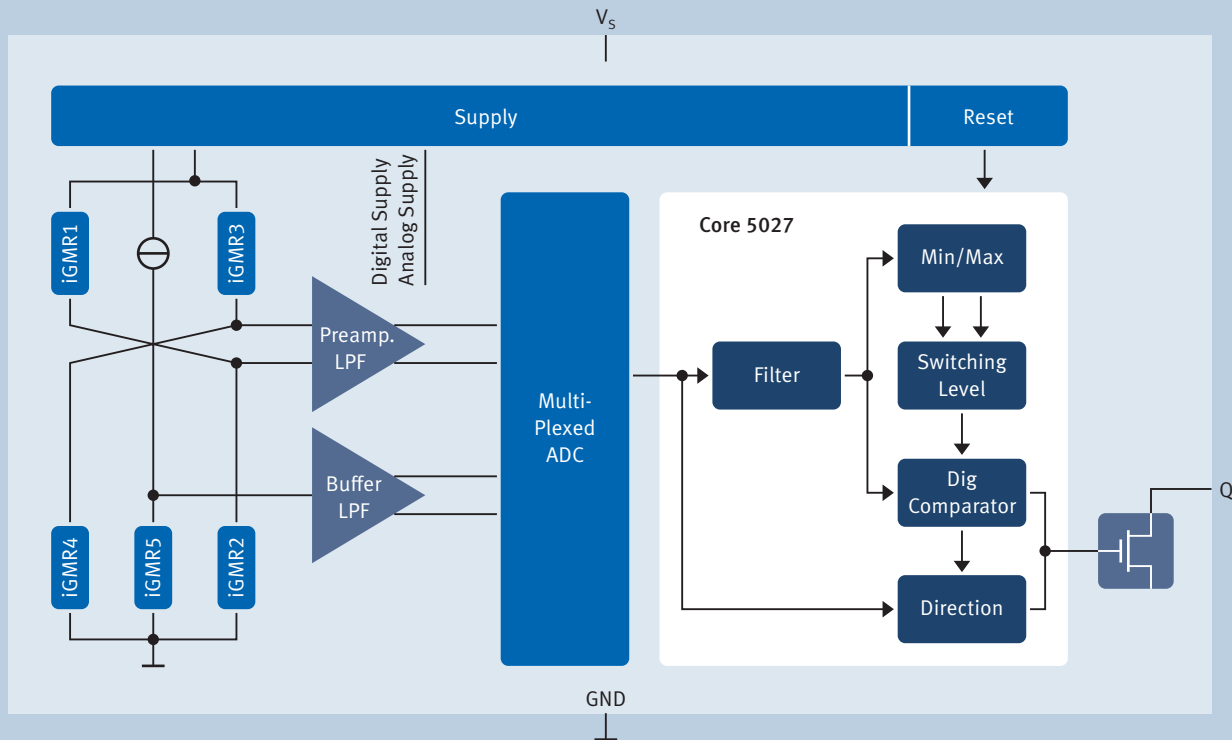 V_S
Supply
Reset
Digital Supply
Analog Supply
iGMR1
iGMR3
Core 5027
Min/Max
Preamp.
LPF
Filter
Switching
Level
Multi-
Plexed
ADC
Buffer
LPF
Dig
Comparator
Q
iGMR4
iGMR5
iGMR2
Direction
GND